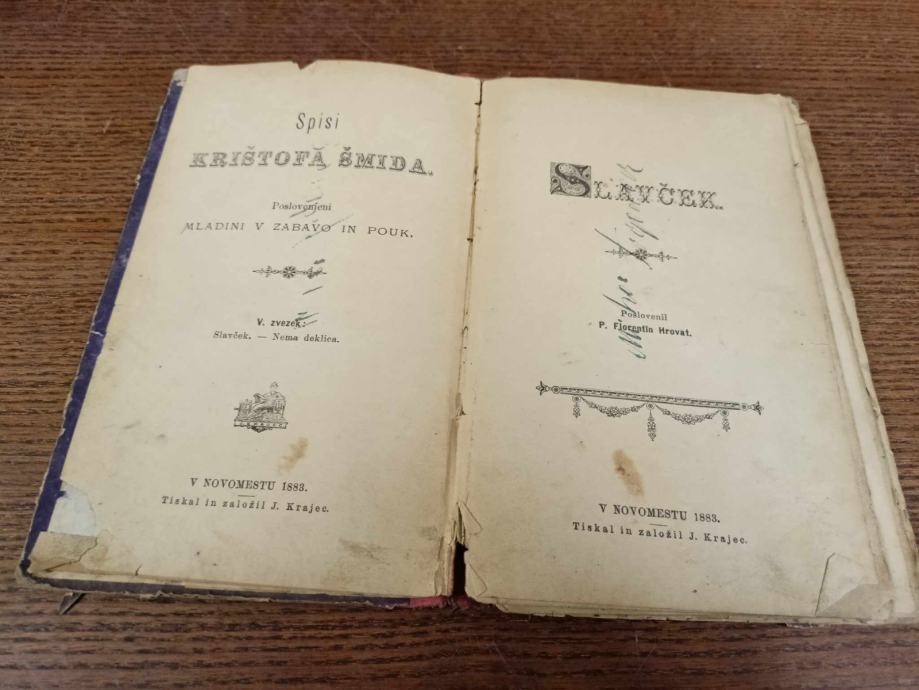 Spisi
KRIŠTOFA ŠMIDA.
Poslovenjeni
MLADINI V ZABAVO IN POUK.
V. zvezek:
Slavček. — Nema deklica.
V NOVOMESTU 1883.
Tiskal in založil J. Krajec.
SLAVČEK.
Poslovenil
P. Florentin Hrovat.
V NOVOMESTU 1883.
Tiskal in založil J. Krajec.